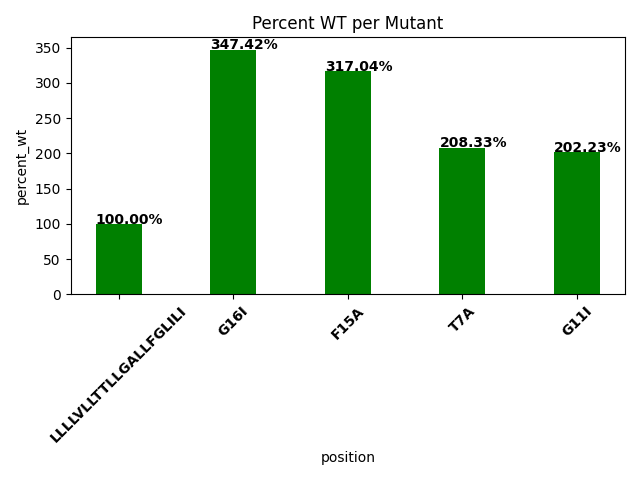 Percent WT per Mutant
percent_wt
350
300
250
200
150
100
50
0
100.00%
347.42%
317.04%
208.33%
202.23%
LLLLVLLTTLLGALLFGLILI
G16I
F15A
T7A
G11I
position